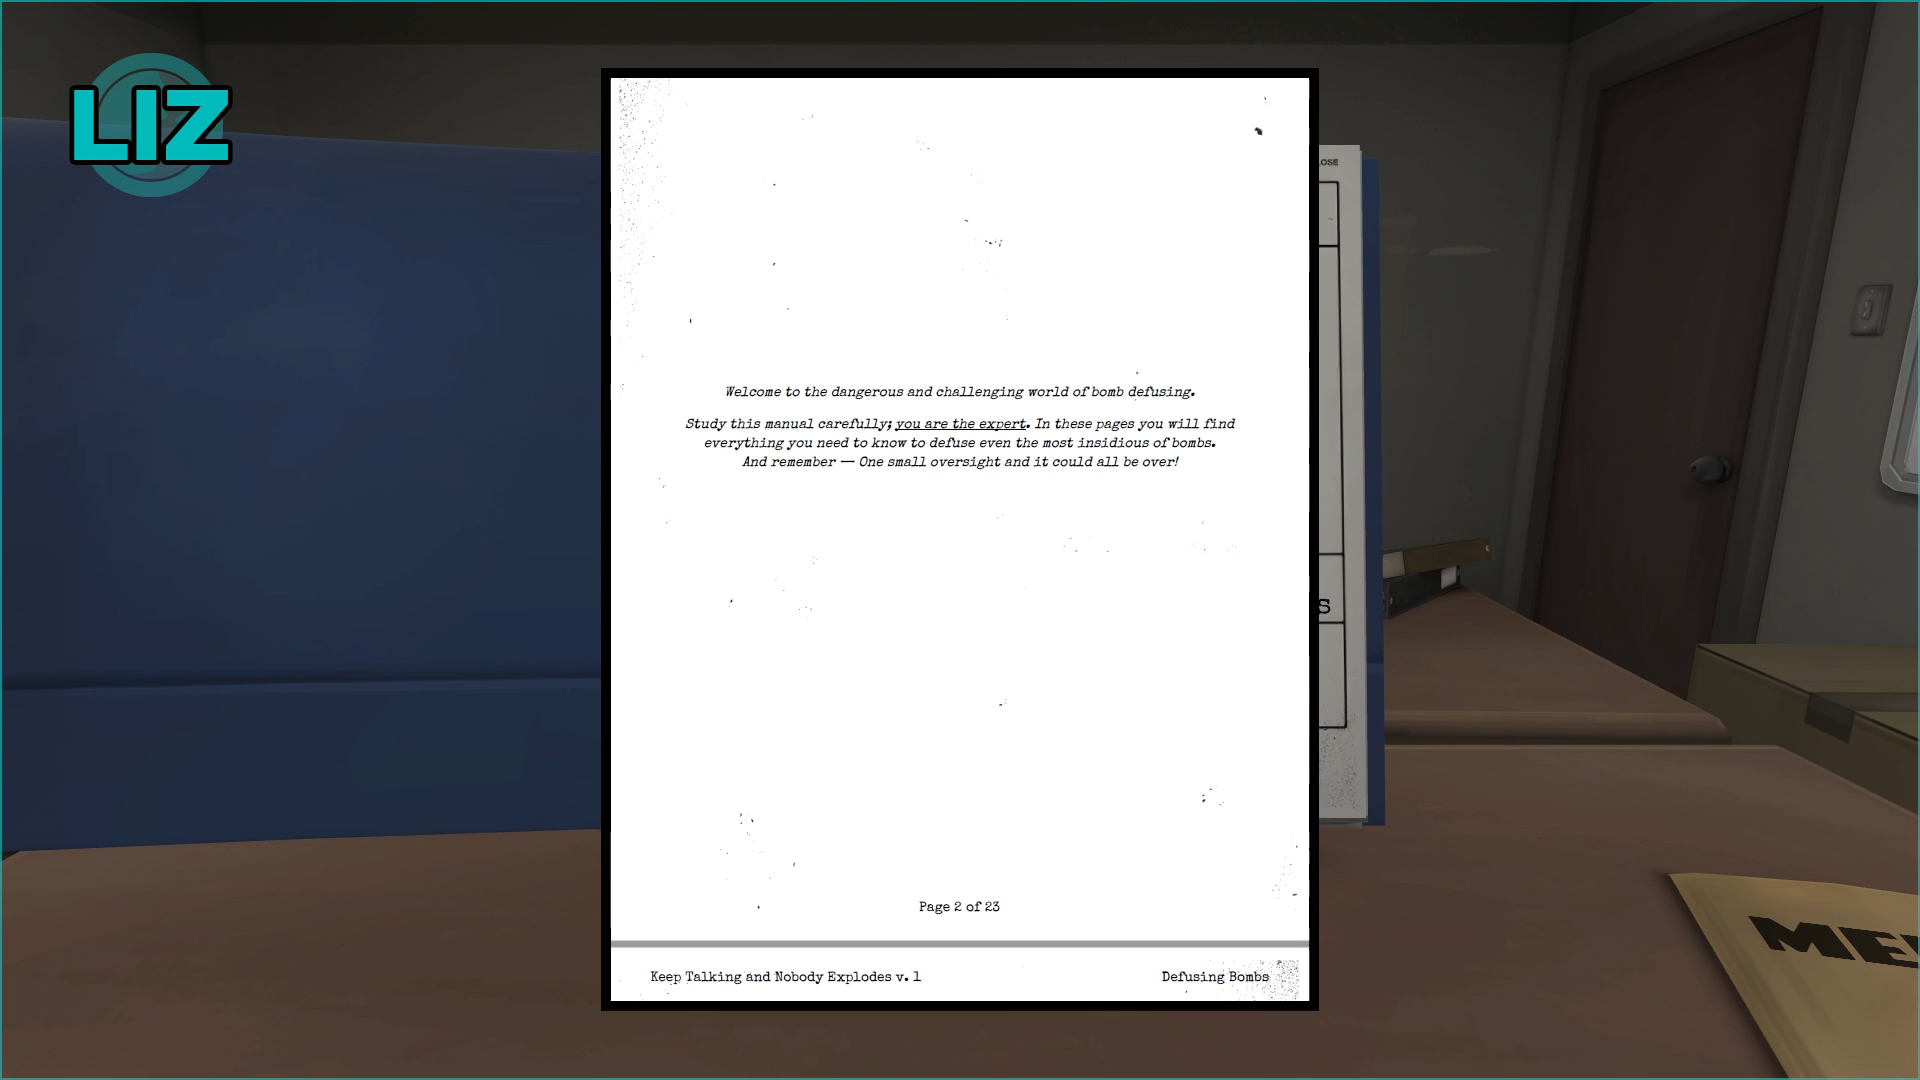 LIZ
LOSE
Welcome to the dangerous and challenging world of bomb defusing.
Study this manual carefully; you are the expert. In these pages you will find
everything you need to know to defuse even the most insidious of bombs.
And remember — One small oversight and it could all be over!
S
Page 2 of 23
ME
Keep Talking and Nobody Explodes v. 1
Defusing Bombs